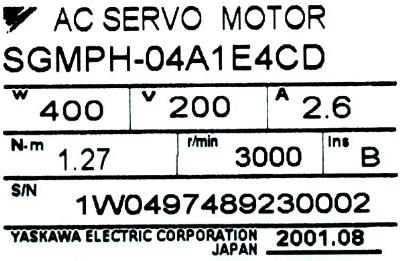 AC SERVO MOTOR
SGMPH-04A1E4CD
W 400 V 200 A 2.6
N-m 1.27 r/min 3000 Ins B
S/N
1W0497489230002
YASKAWA ELECTRIC CORPORATION 2001.08
JAPAN